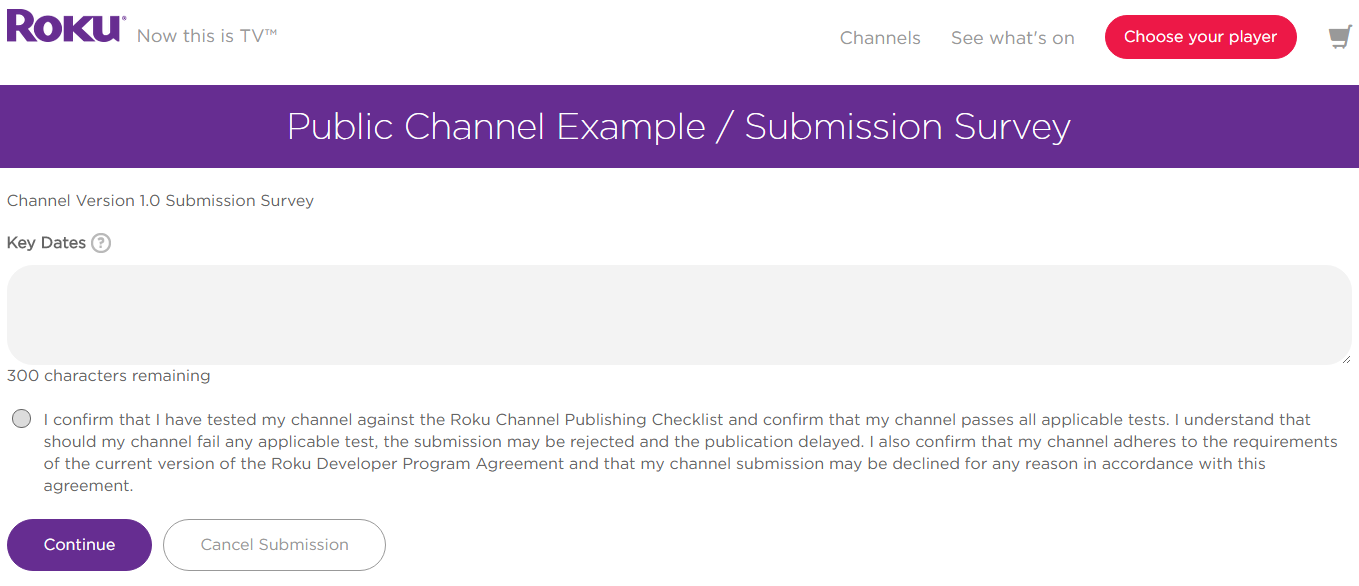 Roku® Now this is TV™
Channels See what's on Choose your player
Public Channel Example / Submission Survey
Channel Version 1.0 Submission Survey
Key Dates ?
300 characters remaining
I confirm that I have tested my channel against the Roku Channel Publishing Checklist and confirm that my channel passes all applicable tests. I understand that
should my channel fail any applicable test, the submission may be rejected and the publication delayed. I also confirm that my channel adheres to the requirements
of the current version of the Roku Developer Program Agreement and that my channel submission may be declined for any reason in accordance with this
agreement.
Continue Cancel Submission